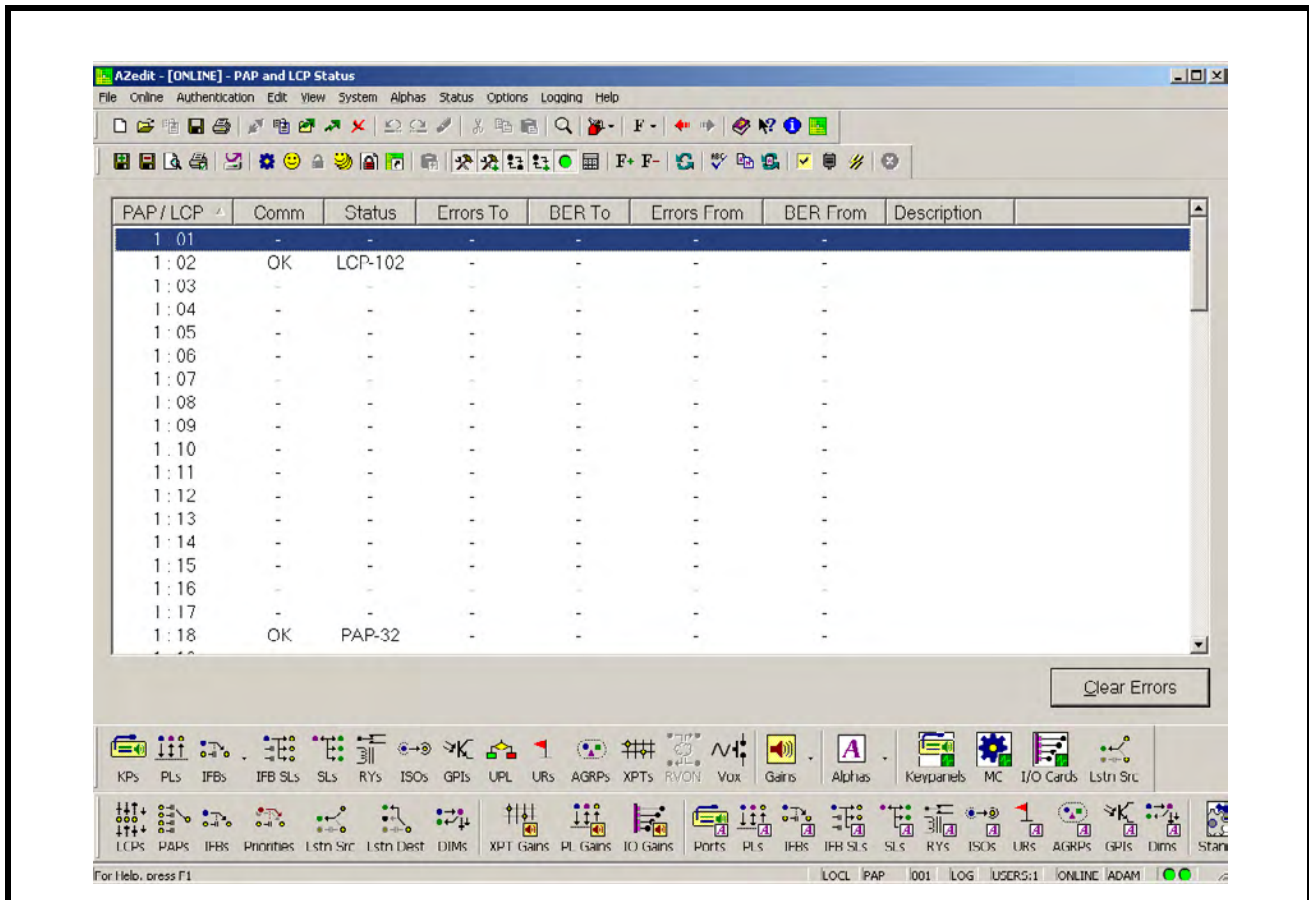 AZedit - [ONLINE] - PAP and LCP Status
File Online Authentication Edit View System Alphas Status Options Logging Help
F -
F+ F-
PAP / LCP Comm Status Errors To BER To Errors From BER From Description
1 01 - - - - - -
1 : 02 OK LCP-102 - - - -
1 : 03 - - - - - -
1 : 04 - - - - - -
1 : 05 - - - - - -
1 : 06 - - - - - -
1 : 07 - - - - - -
1 : 08 - - - - - -
1 : 09 - - - - - -
1 . 10 - - - - - -
1 : 11 - - - - - -
1 : 12 - - - - - -
1 : 13 - - - - - -
1 : 14 - - - - - -
1 : 15 - - - - - -
1 : 16 - - - - - -
1 : 17 - - - - - -
1 : 18 OK PAP-32 - - - -
Clear Errors
KPs PLs IFBs IFB SLs SLs RYs ISOs GPIs UPL URs AGRPs XPTs RVON Vox Gains Alphas Keypanels MC I/O Cards Lstn Src
LCPs PAPs IFBs Priorities Lstn Src Lstn Dest DIMs XPT Gains PL Gains IO Gains Ports PLs IFBs IFB SLs SLs RYs ISOs URs AGRPs GPIs Dims
For Help, press F1 LOCL PAP 001 LOG USERS:1 ONLINE ADAM